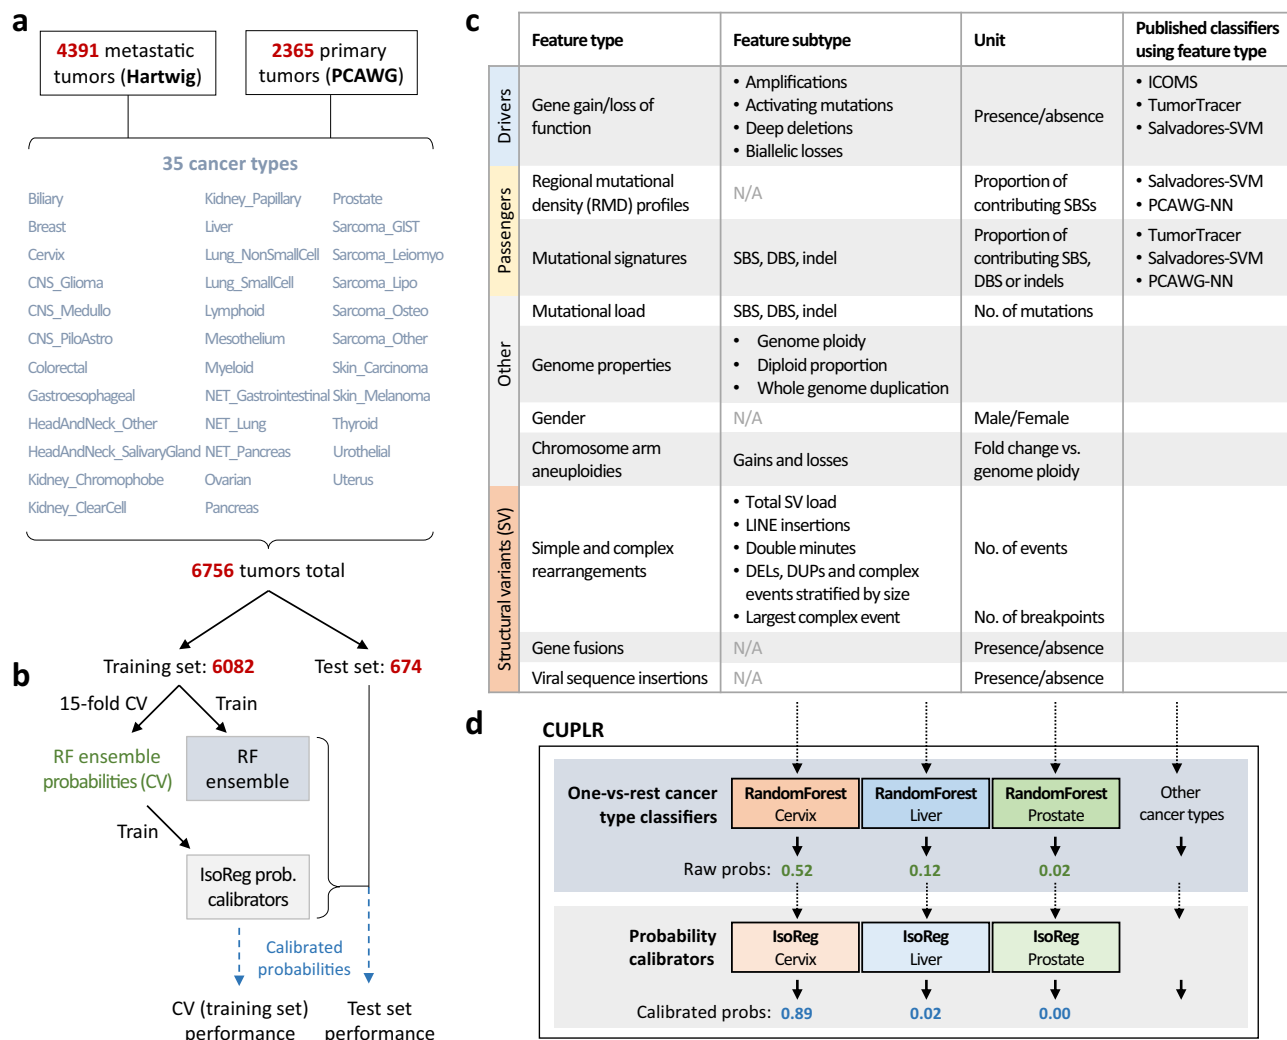 a
4391 metastatic
tumors (Hartwig)
2365 primary
tumors (PCAWG)
35 cancer types
Biliary
Breast
Cervix
CNS_Glioma
CNS_Medullo
CNS_PiloAstro
Colorectal
Gastroesophageal
HeadAndNeck_Other
HeadAndNeck_SalivaryGland
Kidney_Chromophobe
Kidney_ClearCell
Kidney_Papillary
Liver
Lung_NonSmallCell
Lung_SmallCell
Lymphoid
Mesothelium
Myeloid
NET_Gastrointestinal
NET_Lung
NET_Pancreas
Ovarian
Pancreas
Prostate
Sarcoma_GIST
Sarcoma_Leiomyo
Sarcoma_Lipo
Sarcoma_Osteo
Sarcoma_Other
Skin_Carcinoma
Skin_Melanoma
Thyroid
Urothelial
Uterus
6756 tumors total
Training set: 6082
Test set: 674
b
15-fold CV
Train
RF ensemble
probabilities (CV)
RF
ensemble
Train
IsoReg prob.
calibrators
Calibrated
probabilities
CV (training set)
performance
Test set
performance
c
Feature type
Feature subtype
Unit
Published classifiers
using feature type
Drivers
Gene gain/loss of
function
• Amplifications
• Activating mutations
• Deep deletions
• Biallelic losses
Presence/absence
• ICOMS
• TumorTracer
• Salvadores-SVM
Passengers
Regional mutational
density (RMD) profiles
N/A
Proportion of
contributing SBSs
• Salvadores-SVM
• PCAWG-NN
Mutational signatures
SBS, DBS, indel
Proportion of
contributing SBS,
DBS or indels
• TumorTracer
• Salvadores-SVM
• PCAWG-NN
Other
Mutational load
SBS, DBS, indel
No. of mutations
Genome properties
• Genome ploidy
• Diploid proportion
• Whole genome duplication
Gender
N/A
Male/Female
Chromosome arm
aneuploidies
Gains and losses
Fold change vs.
genome ploidy
Structural variants (SV)
Simple and complex
rearrangements
• Total SV load
• LINE insertions
• Double minutes
• DELs, DUPs and complex
events stratified by size
• Largest complex event
No. of events
No. of breakpoints
Gene fusions
N/A
Presence/absence
Viral sequence insertions
N/A
Presence/absence
d
CUPLR
One-vs-rest cancer
type classifiers
RandomForest
Cervix
RandomForest
Liver
RandomForest
Prostate
Other
cancer types
Raw probs: 0.52 0.12 0.02
Probability
calibrators
IsoReg
Cervix
IsoReg
Liver
IsoReg
Prostate
Calibrated probs: 0.89 0.02 0.00